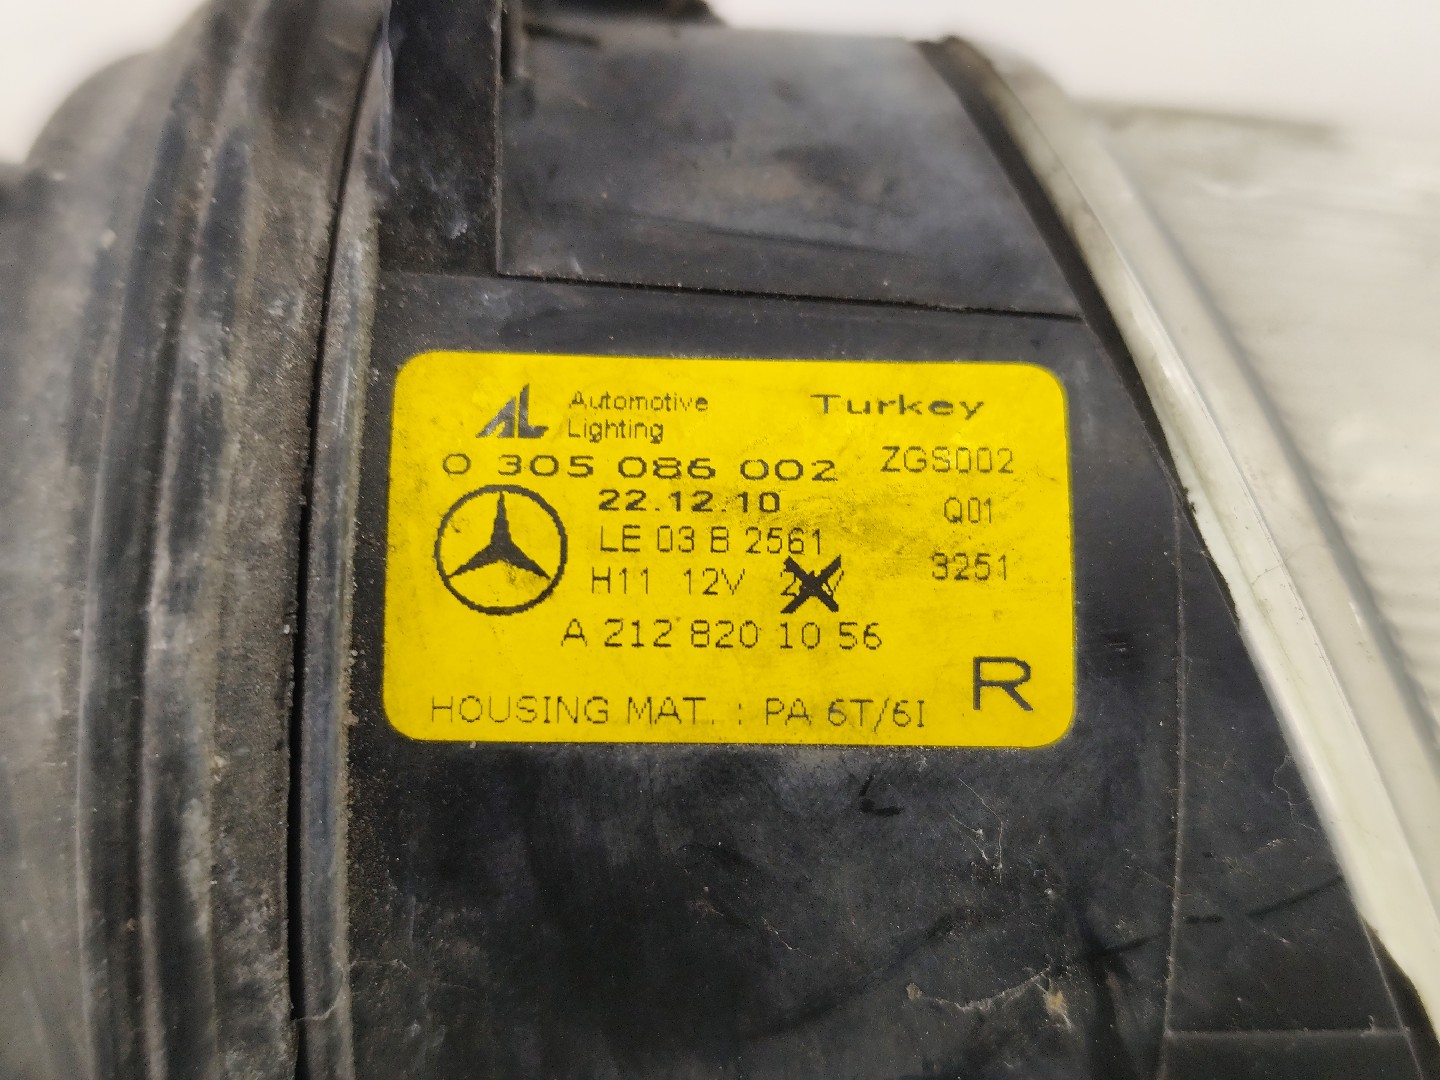 AL Automotive Lighting
Turkey
0 305 086 002
ZGS002
22.12.10
Q01
LE 03 B 2561
3251
H11 12V
A 212 820 10 56
R
HOUSING MAT. : PA 6T/6I